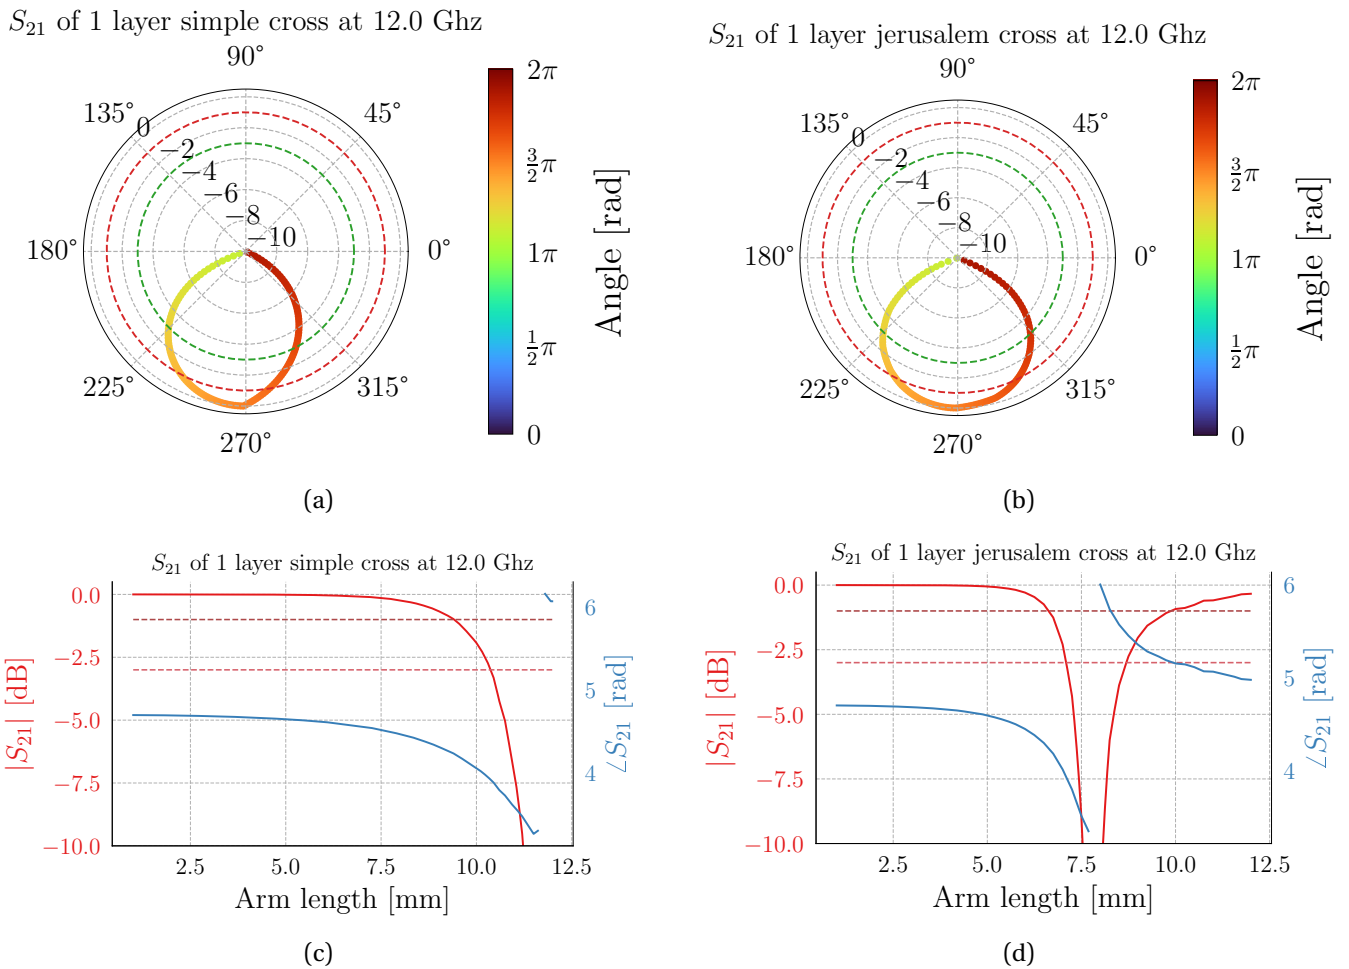 S21 of 1 layer simple cross at 12.0 Ghz
90°
135°
45°
0
−2
−4
−6
−8
−10
180°
0°
225°
315°
270°
2π
3/2π
1π
1/2π
0
Angle [rad]
(a)
S21 of 1 layer jerusalem cross at 12.0 Ghz
90°
135°
45°
0
−2
−4
−6
−8
−10
180°
0°
225°
315°
270°
2π
3/2π
1π
1/2π
0
Angle [rad]
(b)
S21 of 1 layer simple cross at 12.0 Ghz
0.0
−2.5
−5.0
−7.5
−10.0
|S21| [dB]
6
5
4
∠S21 [rad]
2.5 5.0 7.5 10.0 12.5
Arm length [mm]
(c)
S21 of 1 layer jerusalem cross at 12.0 Ghz
0.0
−2.5
−5.0
−7.5
−10.0
|S21| [dB]
6
5
4
∠S21 [rad]
2.5 5.0 7.5 10.0 12.5
Arm length [mm]
(d)